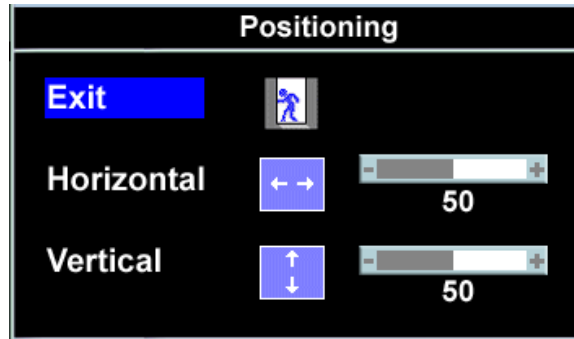 Positioning
Exit
Horizontal
- +
50
Vertical
- +
50